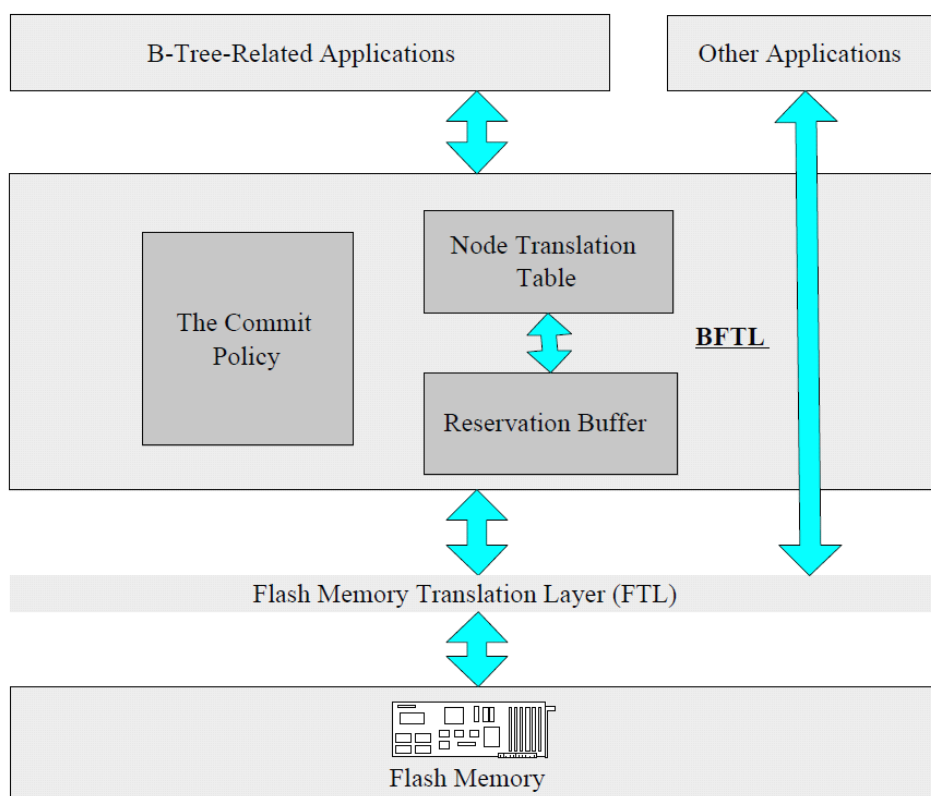 B-Tree-Related Applications
Other Applications
Node Translation
Table
The Commit
Policy
BFTL
Reservation Buffer
Flash Memory Translation Layer (FTL)
Flash Memory